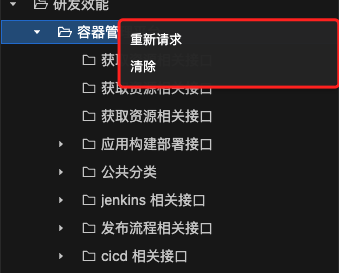 研发效能
容器管
重新请求
获
清除
获取资源相关接口
获取资源相关接口
应用构建部署接口
公共分类
jenkins 相关接口
发布流程相关接口
cicd 相关接口